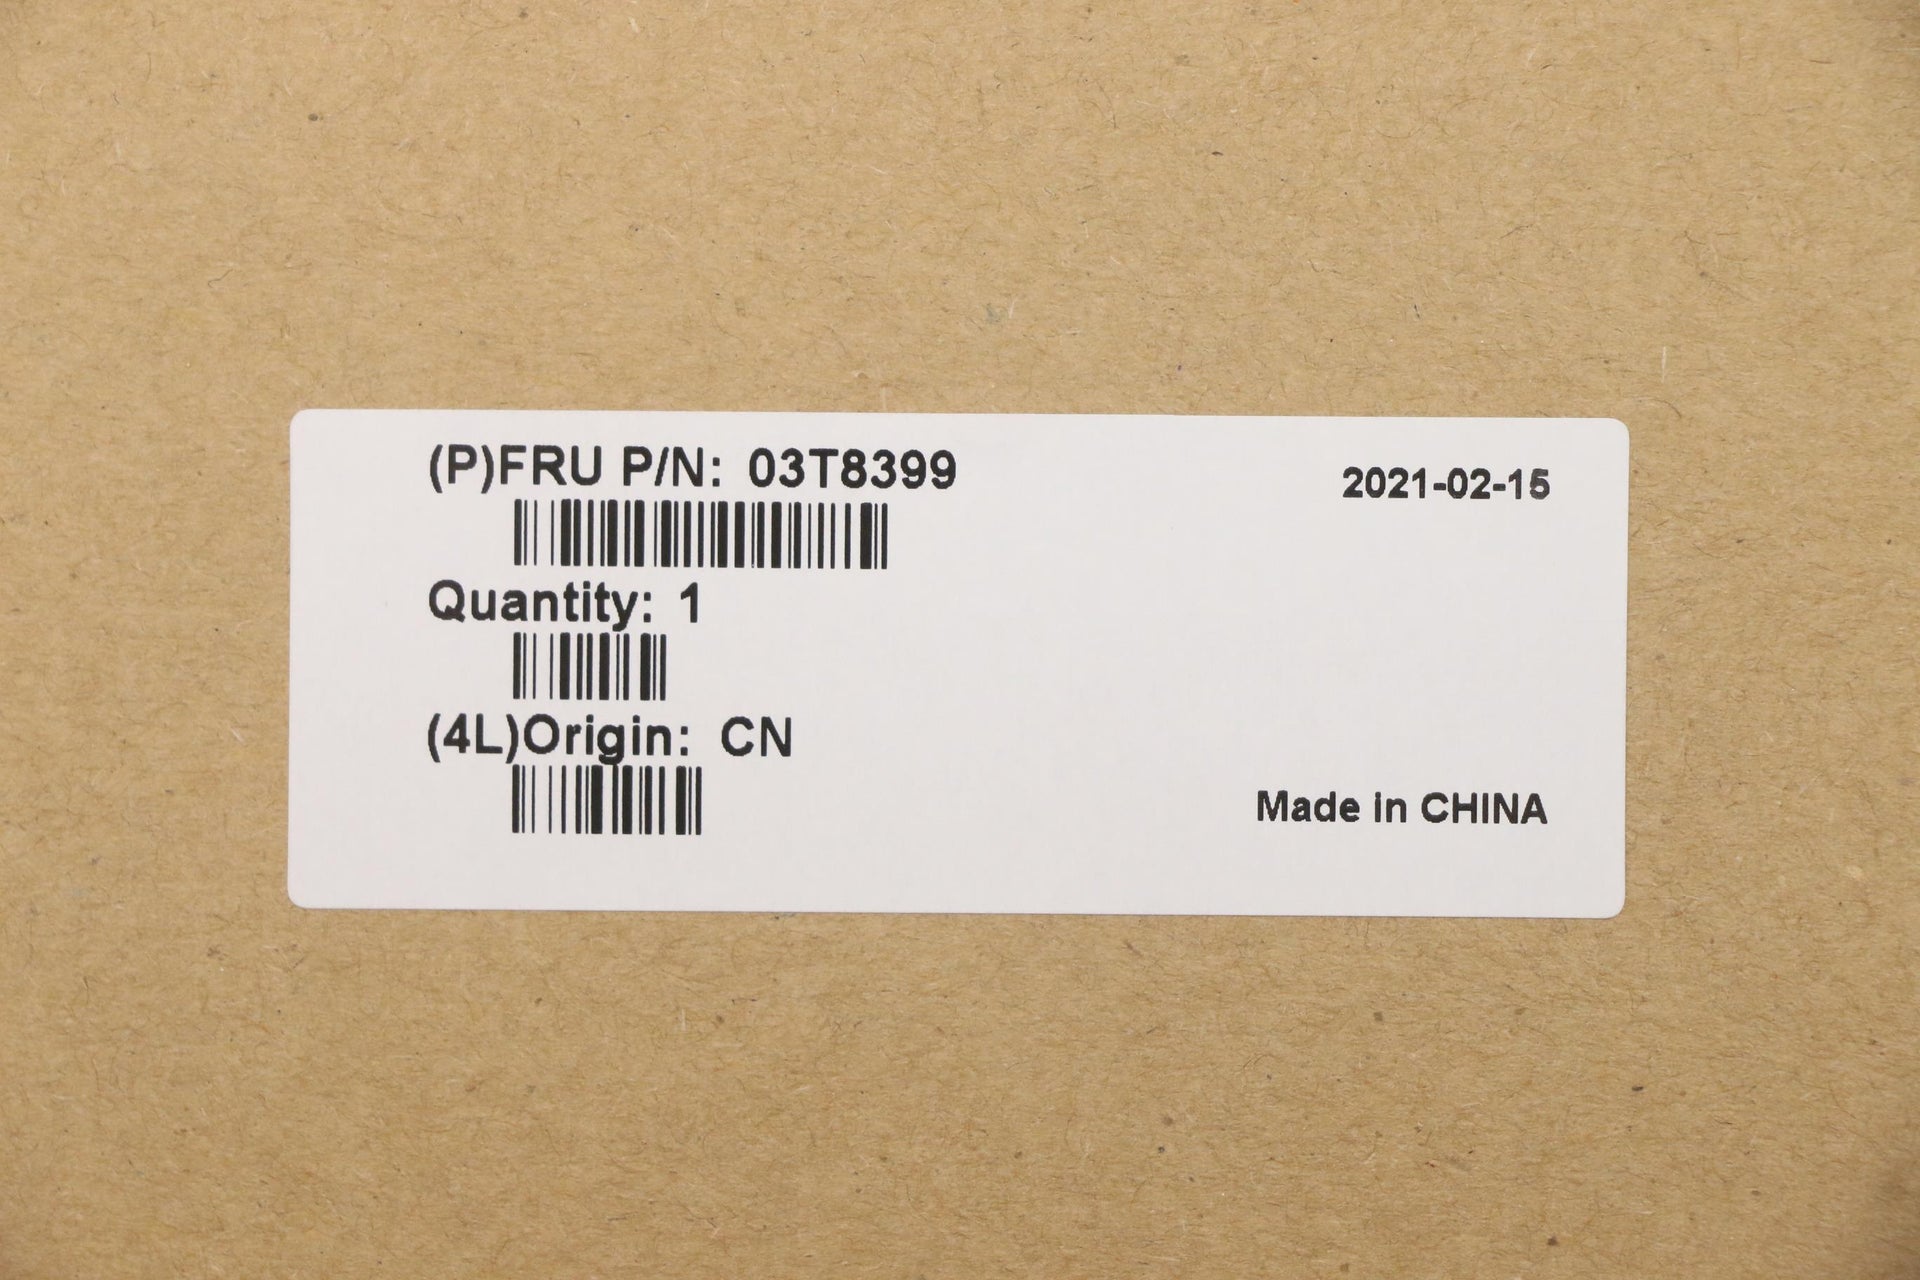 (P)FRU P/N: 03T8399
2021-02-15
Quantity: 1
(4L)Origin: CN
Made in CHINA